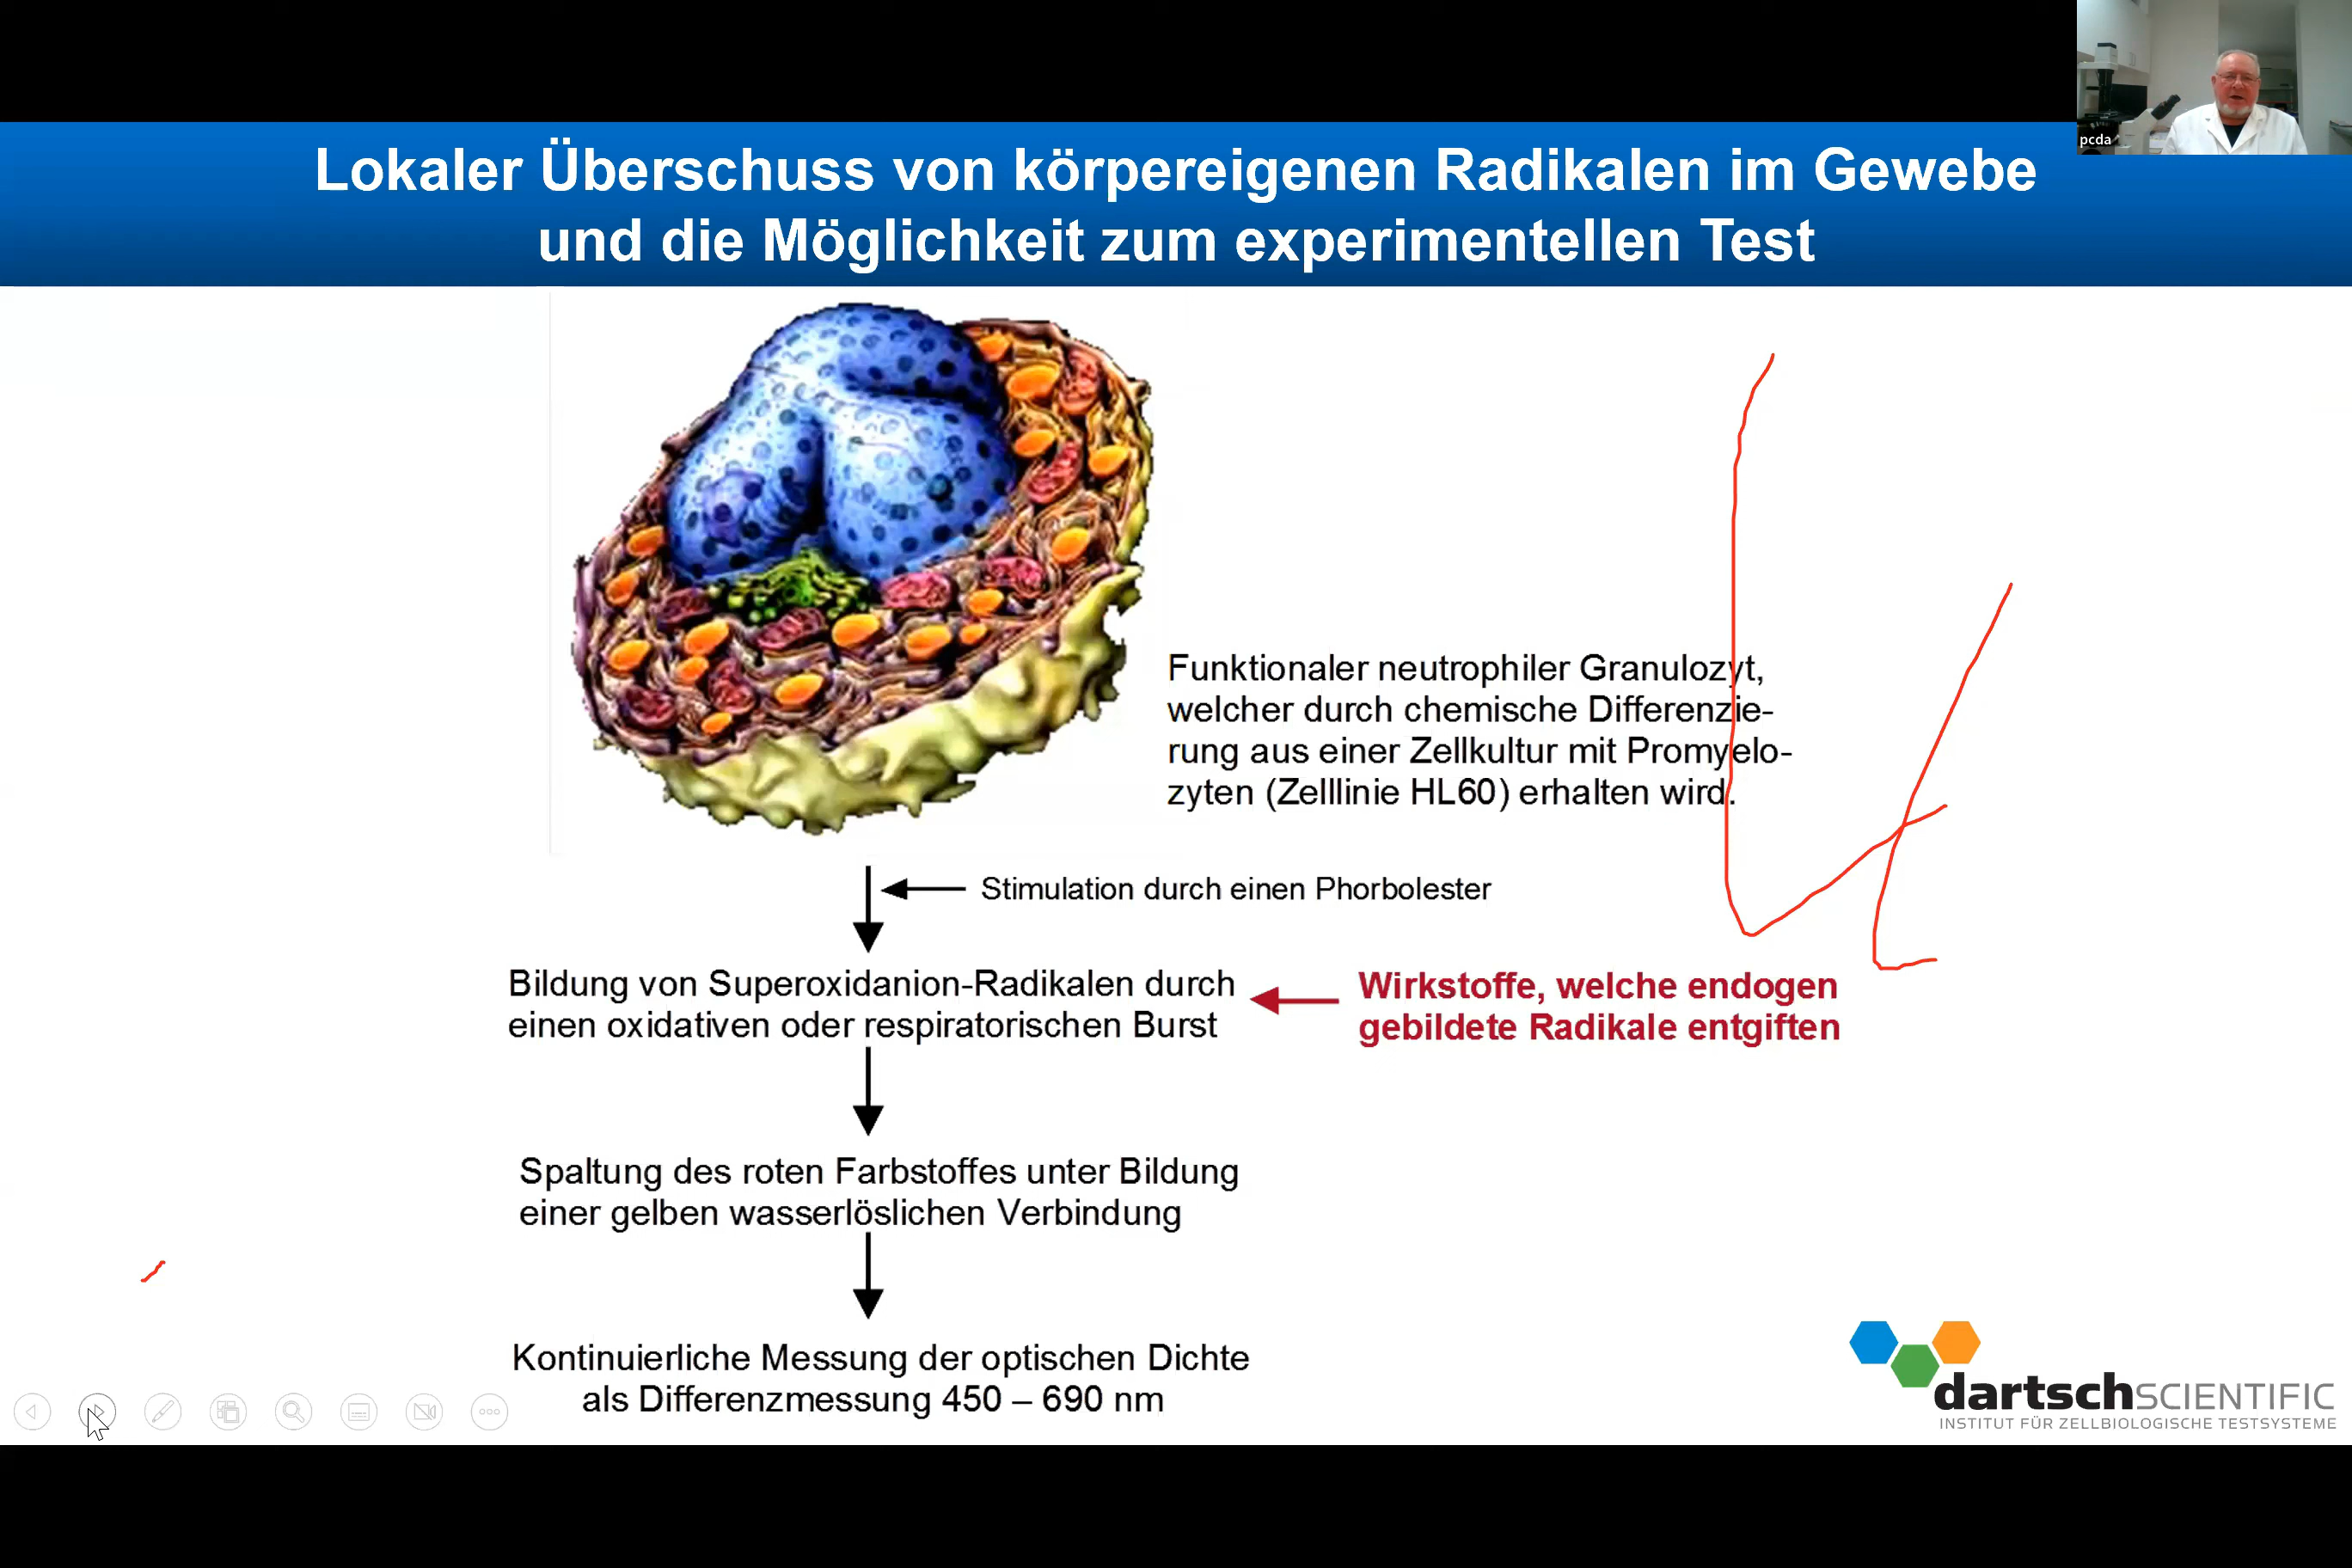 pcda
Lokaler Überschuss von körpereigenen Radikalen im Gewebe
und die Möglichkeit zum experimentellen Test
Funktionaler neutrophiler Granulozyt,
welcher durch chemische Differenzie-
rung aus einer Zellkultur mit Promyelo-
zyten (Zelllinie HL60) erhalten wird.
Stimulation durch einen Phorbolester
Bildung von Superoxidanion-Radikalen durch
einen oxidativen oder respiratorischen Burst
Wirkstoffe, welche endogen
gebildete Radikale entgiften
Spaltung des roten Farbstoffes unter Bildung
einer gelben wasserlöslichen Verbindung
Kontinuierliche Messung der optischen Dichte
als Differenzmessung 450 – 690 nm
dartschSCIENTIFIC
INSTITUT FÜR ZELLBIOLOGISCHE TESTSYSTEME